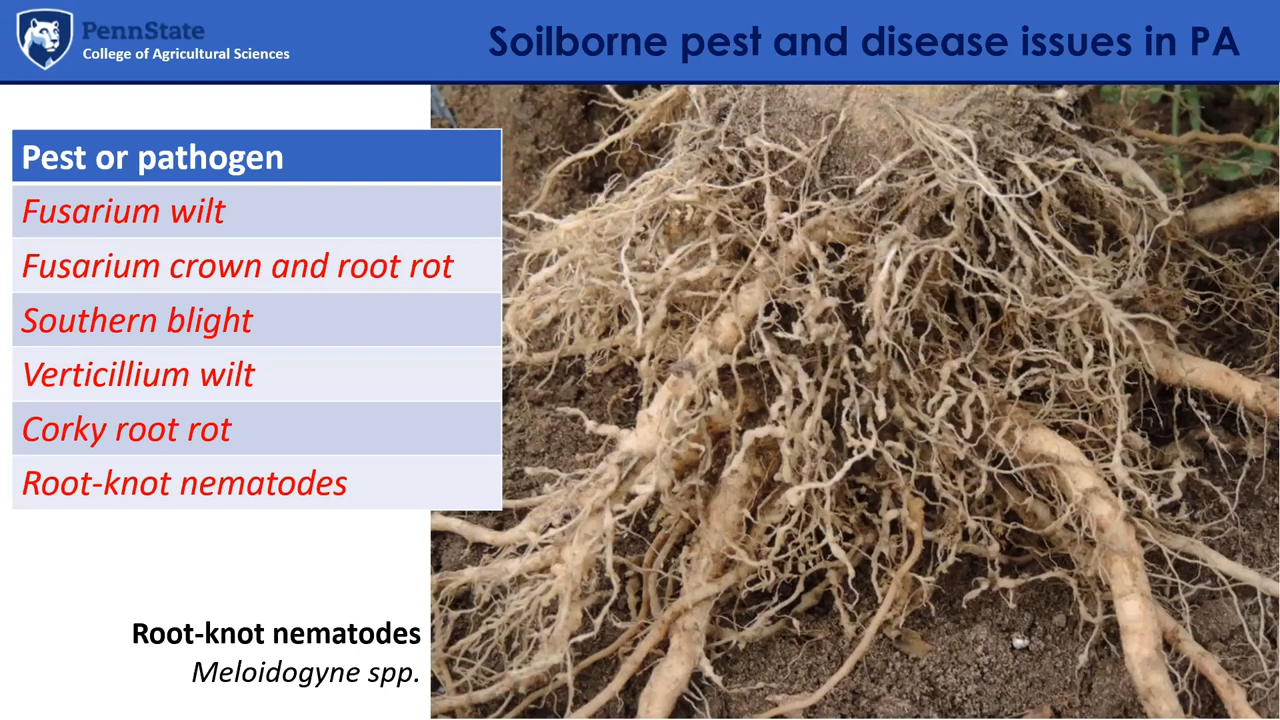 PennState
College of Agricultural Sciences
Soilborne pest and disease issues in PA
Pest or pathogen
Fusarium wilt
Fusarium crown and root rot
Southern blight
Verticillium wilt
Corky root rot
Root-knot nematodes
Root-knot nematodes
Meloidogyne spp.